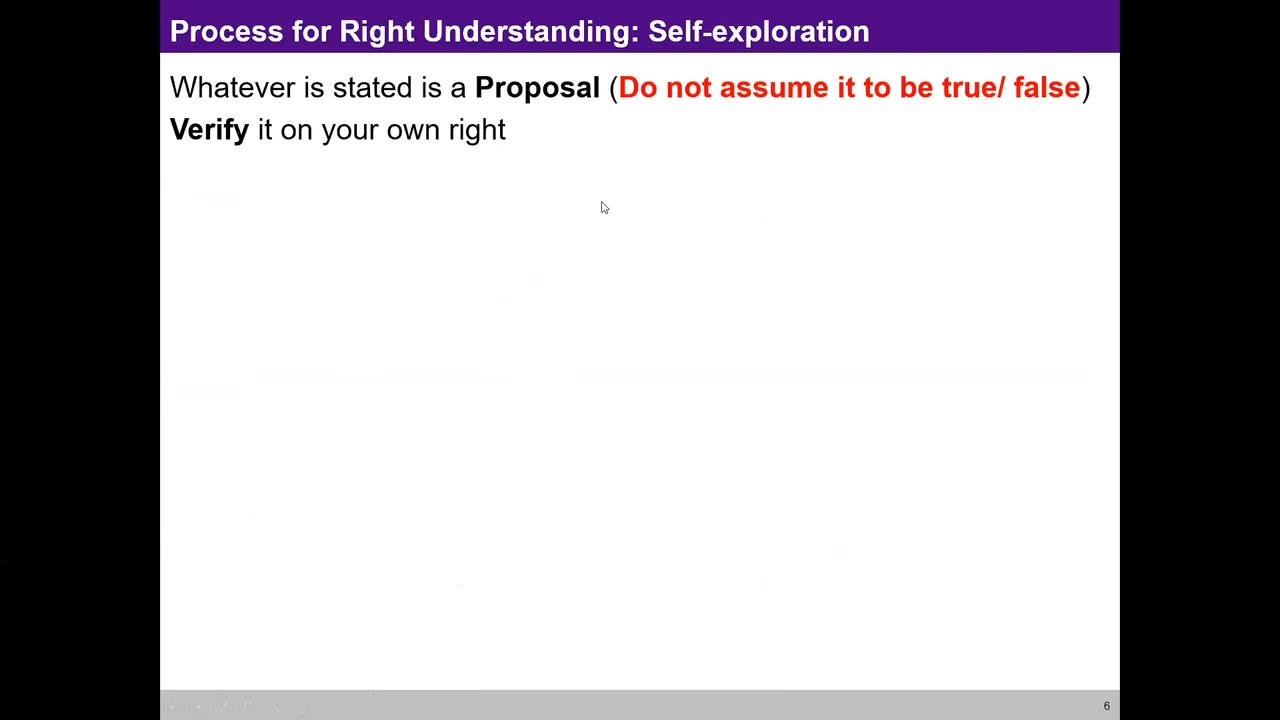 Process for Right Understanding: Self-exploration
Whatever is stated is a Proposal (Do not assume it to be true/ false)
Verify it on your own right
6